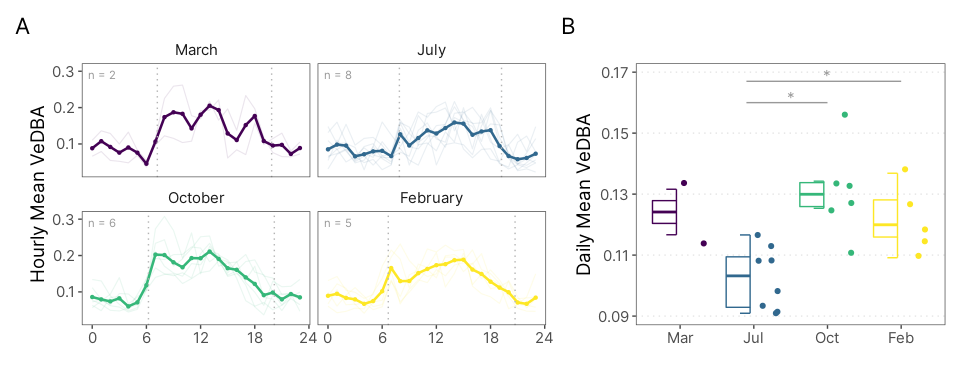 A
Hourly Mean VeDBA
March
n = 2
0.3
0.2
0.1
July
n = 8
October
n = 6
0.3
0.2
0.1
February
n = 5
0 6 12 18 24 0 6 12 18 24
B
Daily Mean VeDBA
0.17
0.15
0.13
0.11
0.09
*
*
Mar Jul Oct Feb